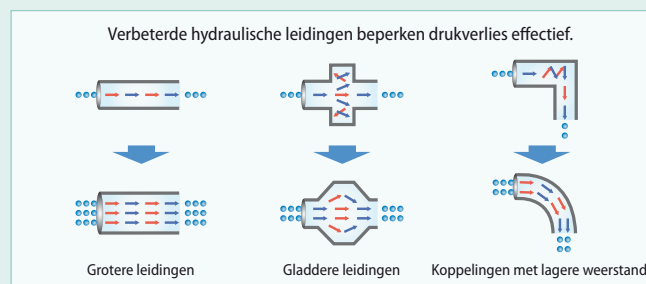 Verbeterde hydraulische leidingen beperken drukverlies effectief.
Grotere leidingen
Gladdere leidingen
Koppelingen met lagere weerstand